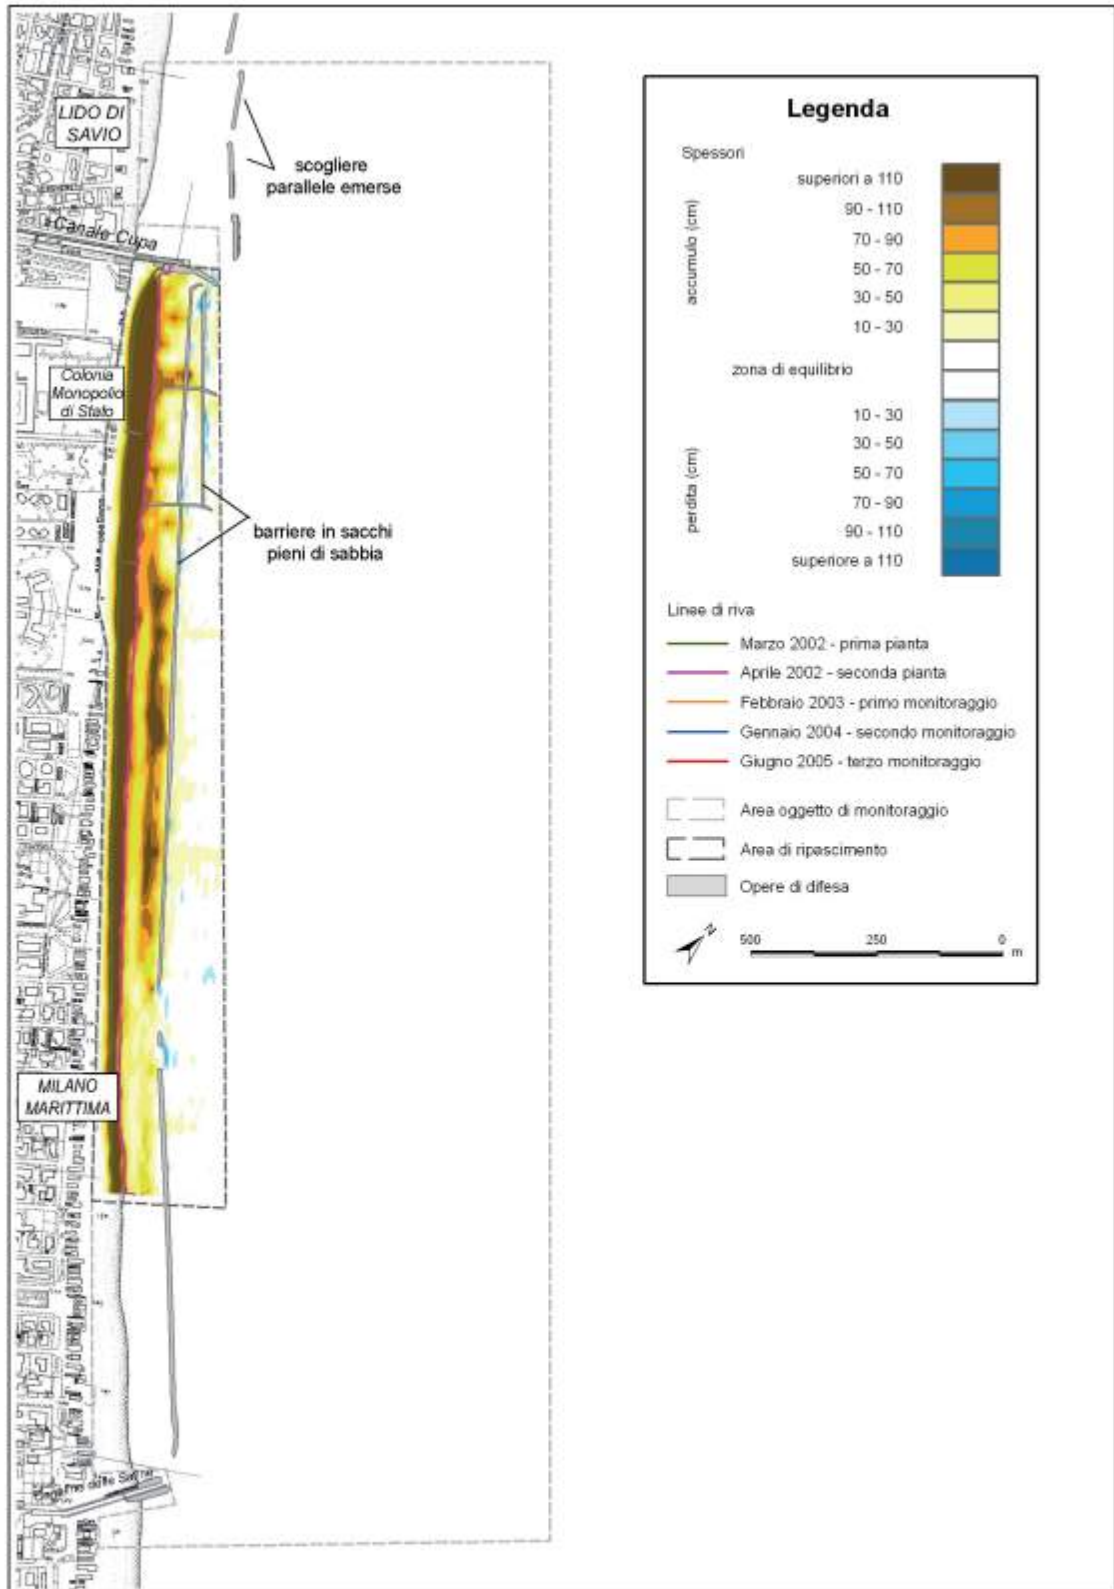 LIDO DI
SAVIO
scogliere
parallele emerse
Canale Cupa
Colonia
Monopolio
di Stato
barriere in sacchi
pieni di sabbia
MILANO
MARITTIMA
Legenda
Spessori
accumulo (cm)
superiori a 110
90 - 110
70 - 90
50 - 70
30 - 50
10 - 30
zona di equilibrio
perdita (cm)
10 - 30
30 - 50
50 - 70
70 - 90
90 - 110
superiore a 110
Linee di riva
Marzo 2002 - prima pianta
Aprile 2002 - seconda pianta
Febbraio 2003 - primo monitoraggio
Gennaio 2004 - secondo monitoraggio
Giugno 2005 - terzo monitoraggio
Area oggetto di monitoraggio
Area di ripascimento
Opere di difesa
N
500 250 0
m